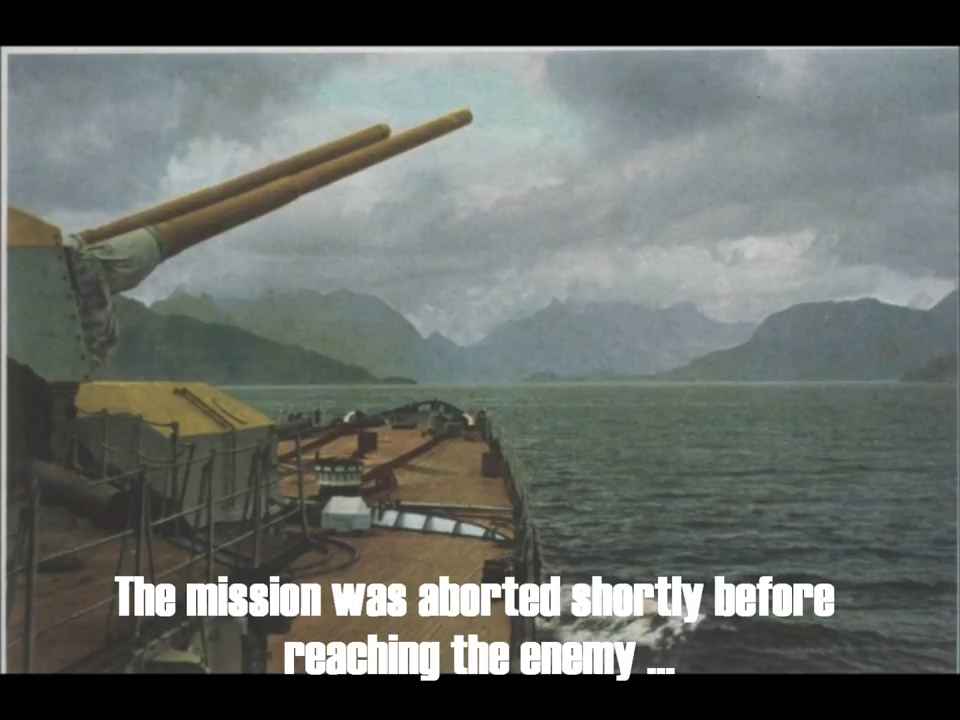 The mission was aborted shortly before
reaching the enemy ...